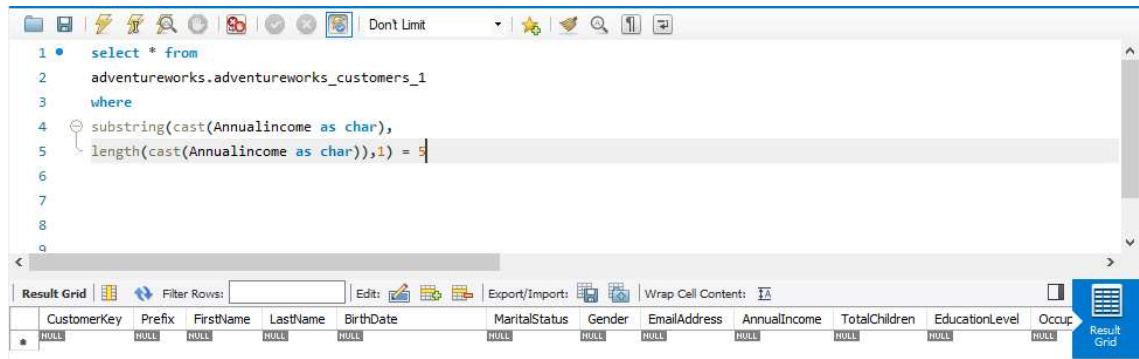 Don't Limit
1 select * from
2 adventureworks.adventureworks_customers_1
3 where
4 substring(cast(Annualincome as char),
5 length(cast(Annualincome as char)),1) = 5
6
7
8
9
Result Grid Filter Rows: Edit: Export/Import: Wrap Cell Content: IA
CustomerKey Prefix FirstName LastName BirthDate MaritalStatus Gender EmailAddress AnnualIncome TotalChildren EducationLevel Occup
NULL NULL NULL NULL NULL NULL NULL NULL NULL NULL NULL NULL
Result
Grid